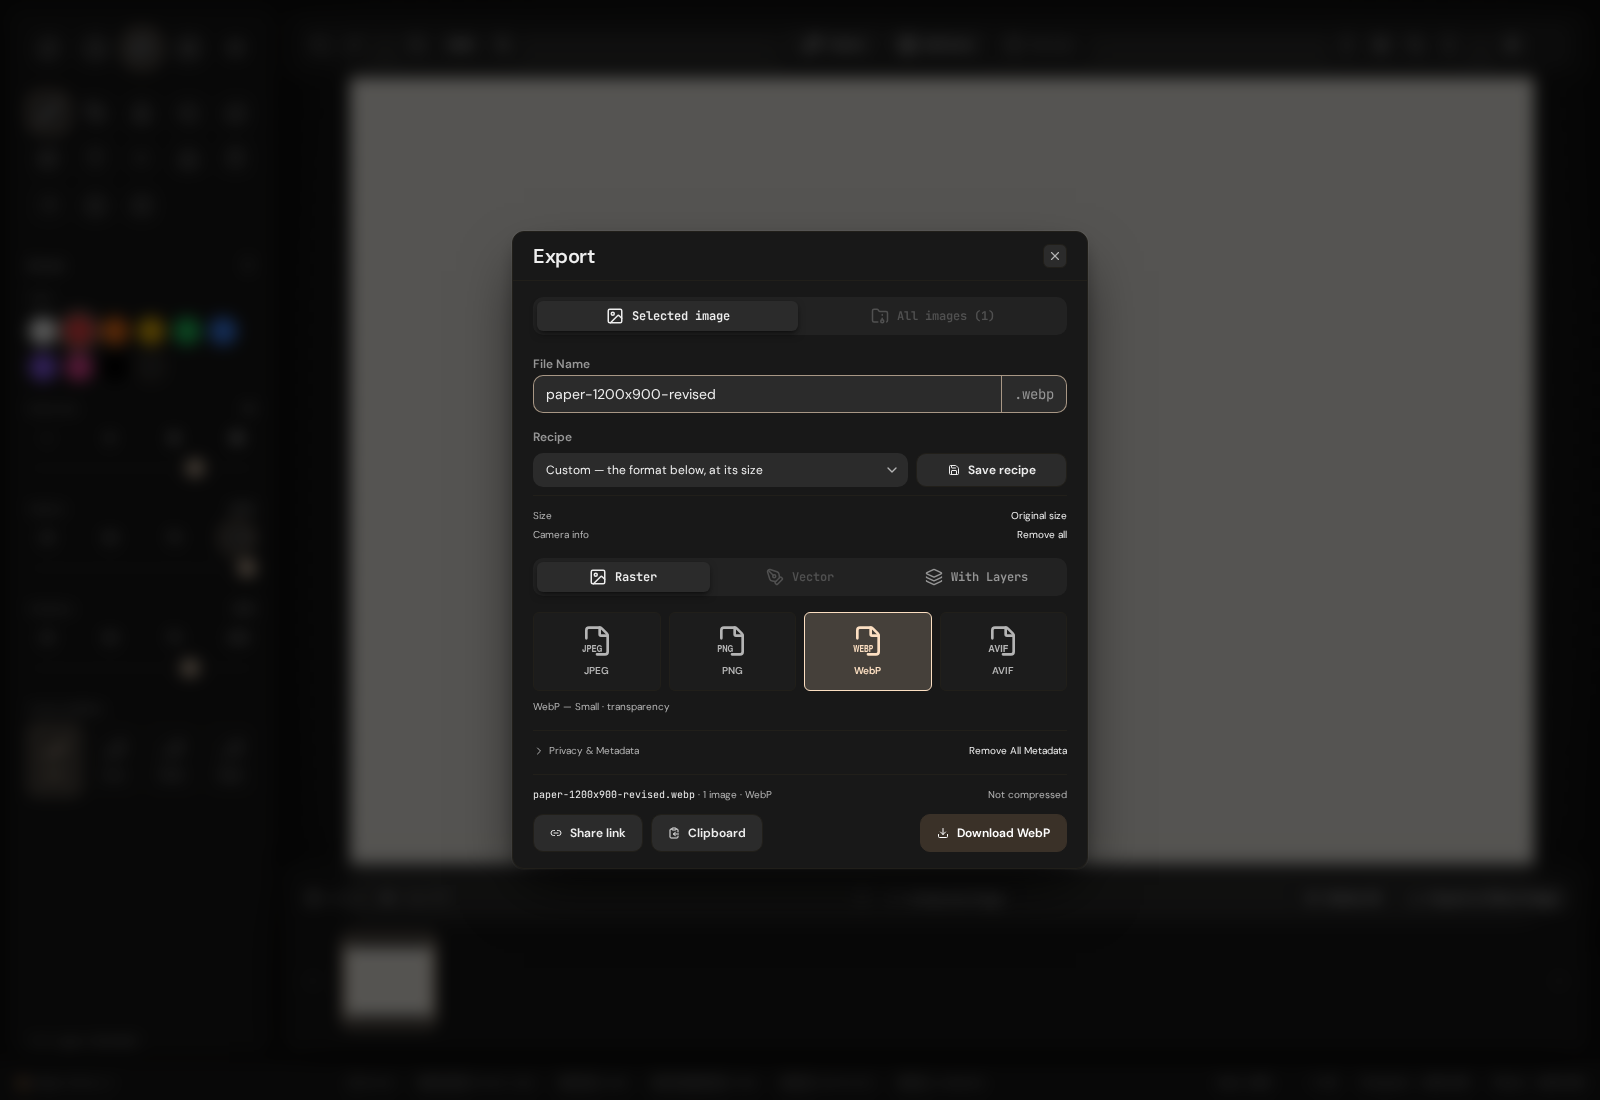 Export
Selected image
All images (1)
File Name
paper-1200x900-revised
.webp
Recipe
Custom — the format below, at its size
Save recipe
Size
Original size
Camera info
Remove all
Raster
Vector
With Layers
JPEG
PNG
WEBP
AVIF
JPEG
PNG
WebP
AVIF
WebP — Small · transparency
Privacy & Metadata
Remove All Metadata
paper-1200x900-revised.webp · 1 image · WebP
Not compressed
Share link
Clipboard
Download WebP